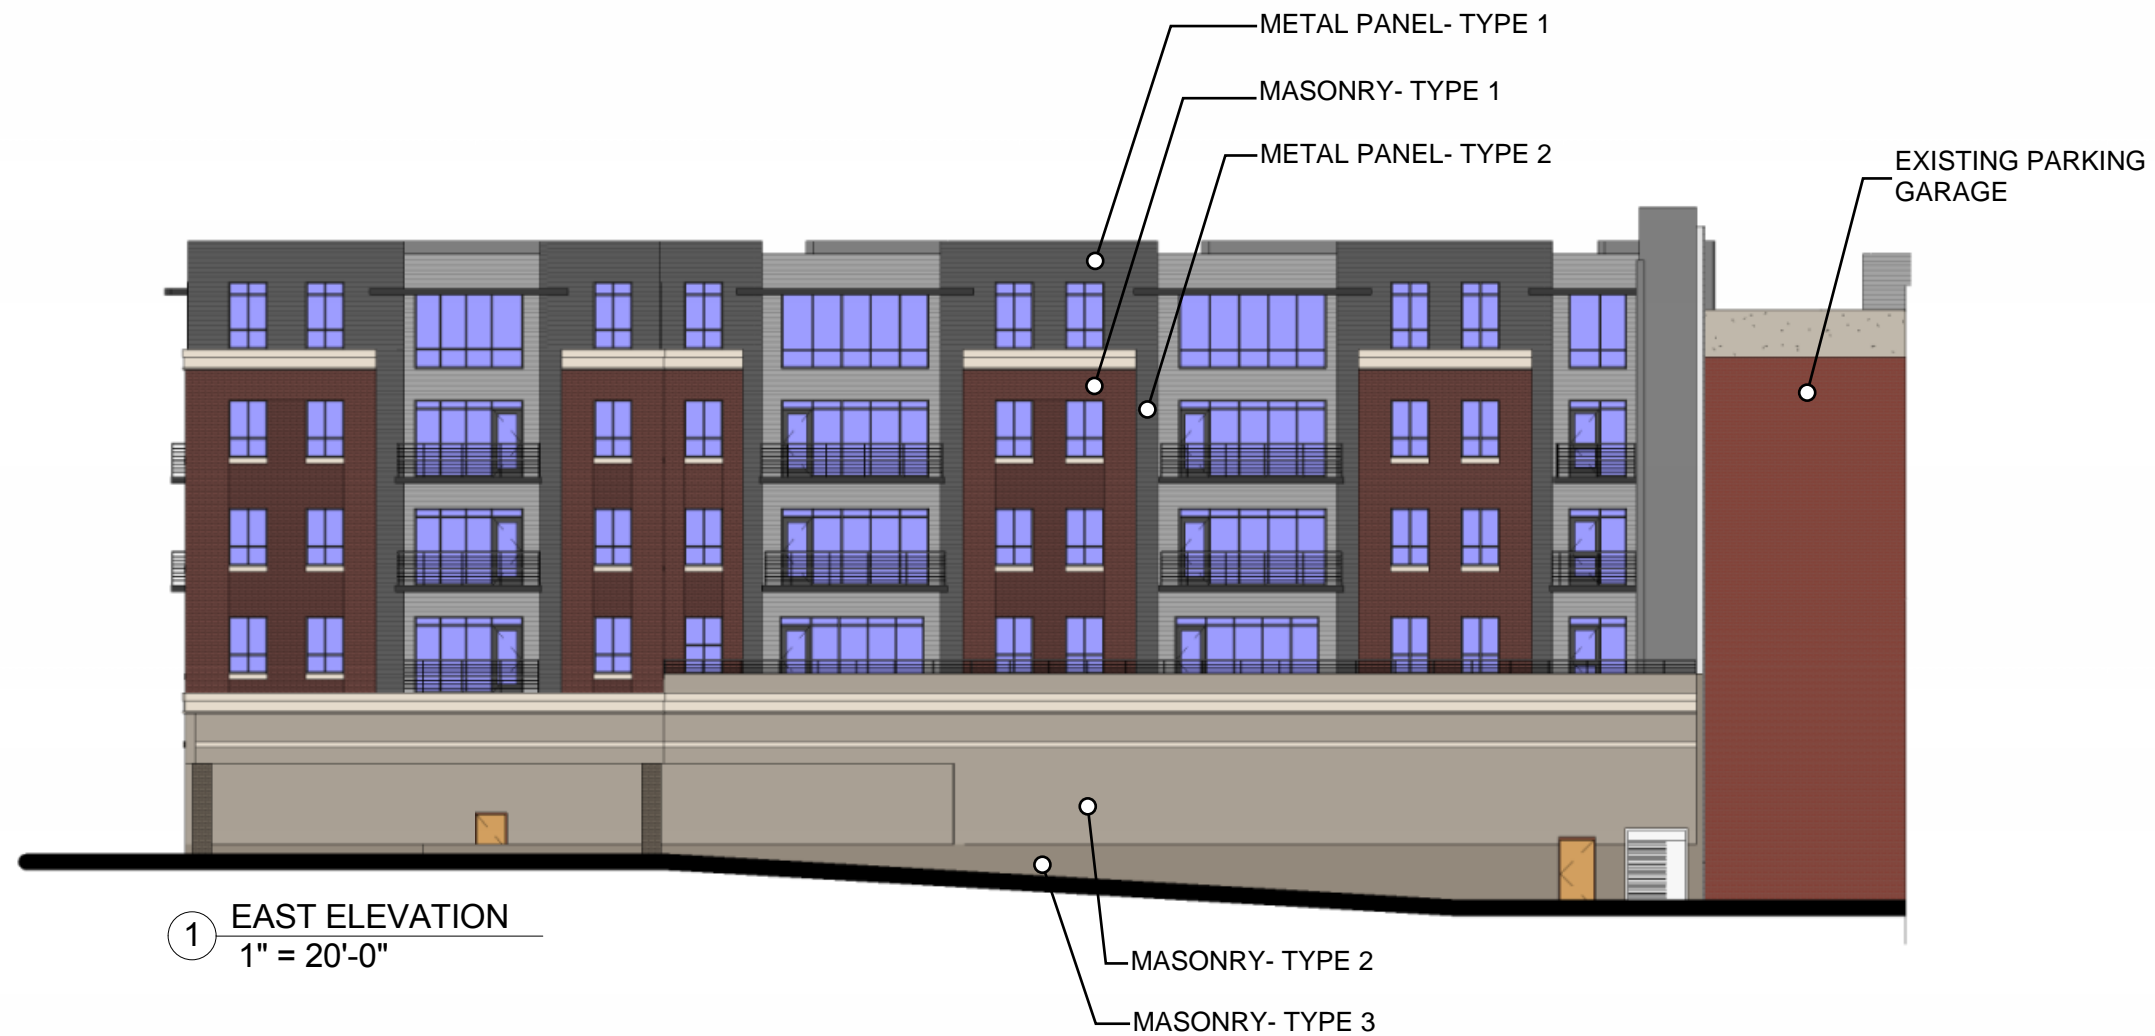 METAL PANEL- TYPE 1
MASONRY- TYPE 1
METAL PANEL- TYPE 2
EXISTING PARKING
GARAGE
1
EAST ELEVATION
1" = 20'-0"
MASONRY- TYPE 2
MASONRY- TYPE 3